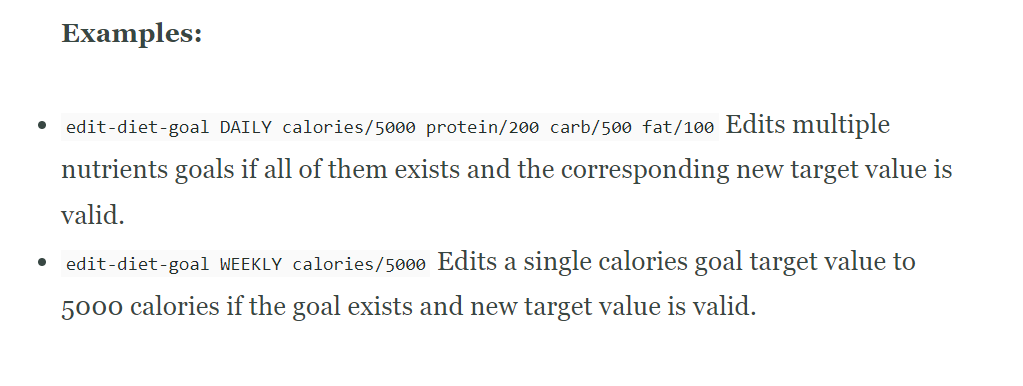 Examples:
• edit-diet-goal DAILY calories/5000 protein/200 carb/500 fat/100 Edits multiple
nutrients goals if all of them exists and the corresponding new target value is
valid.
• edit-diet-goal WEEKLY calories/5000 Edits a single calories goal target value to
5000 calories if the goal exists and new target value is valid.